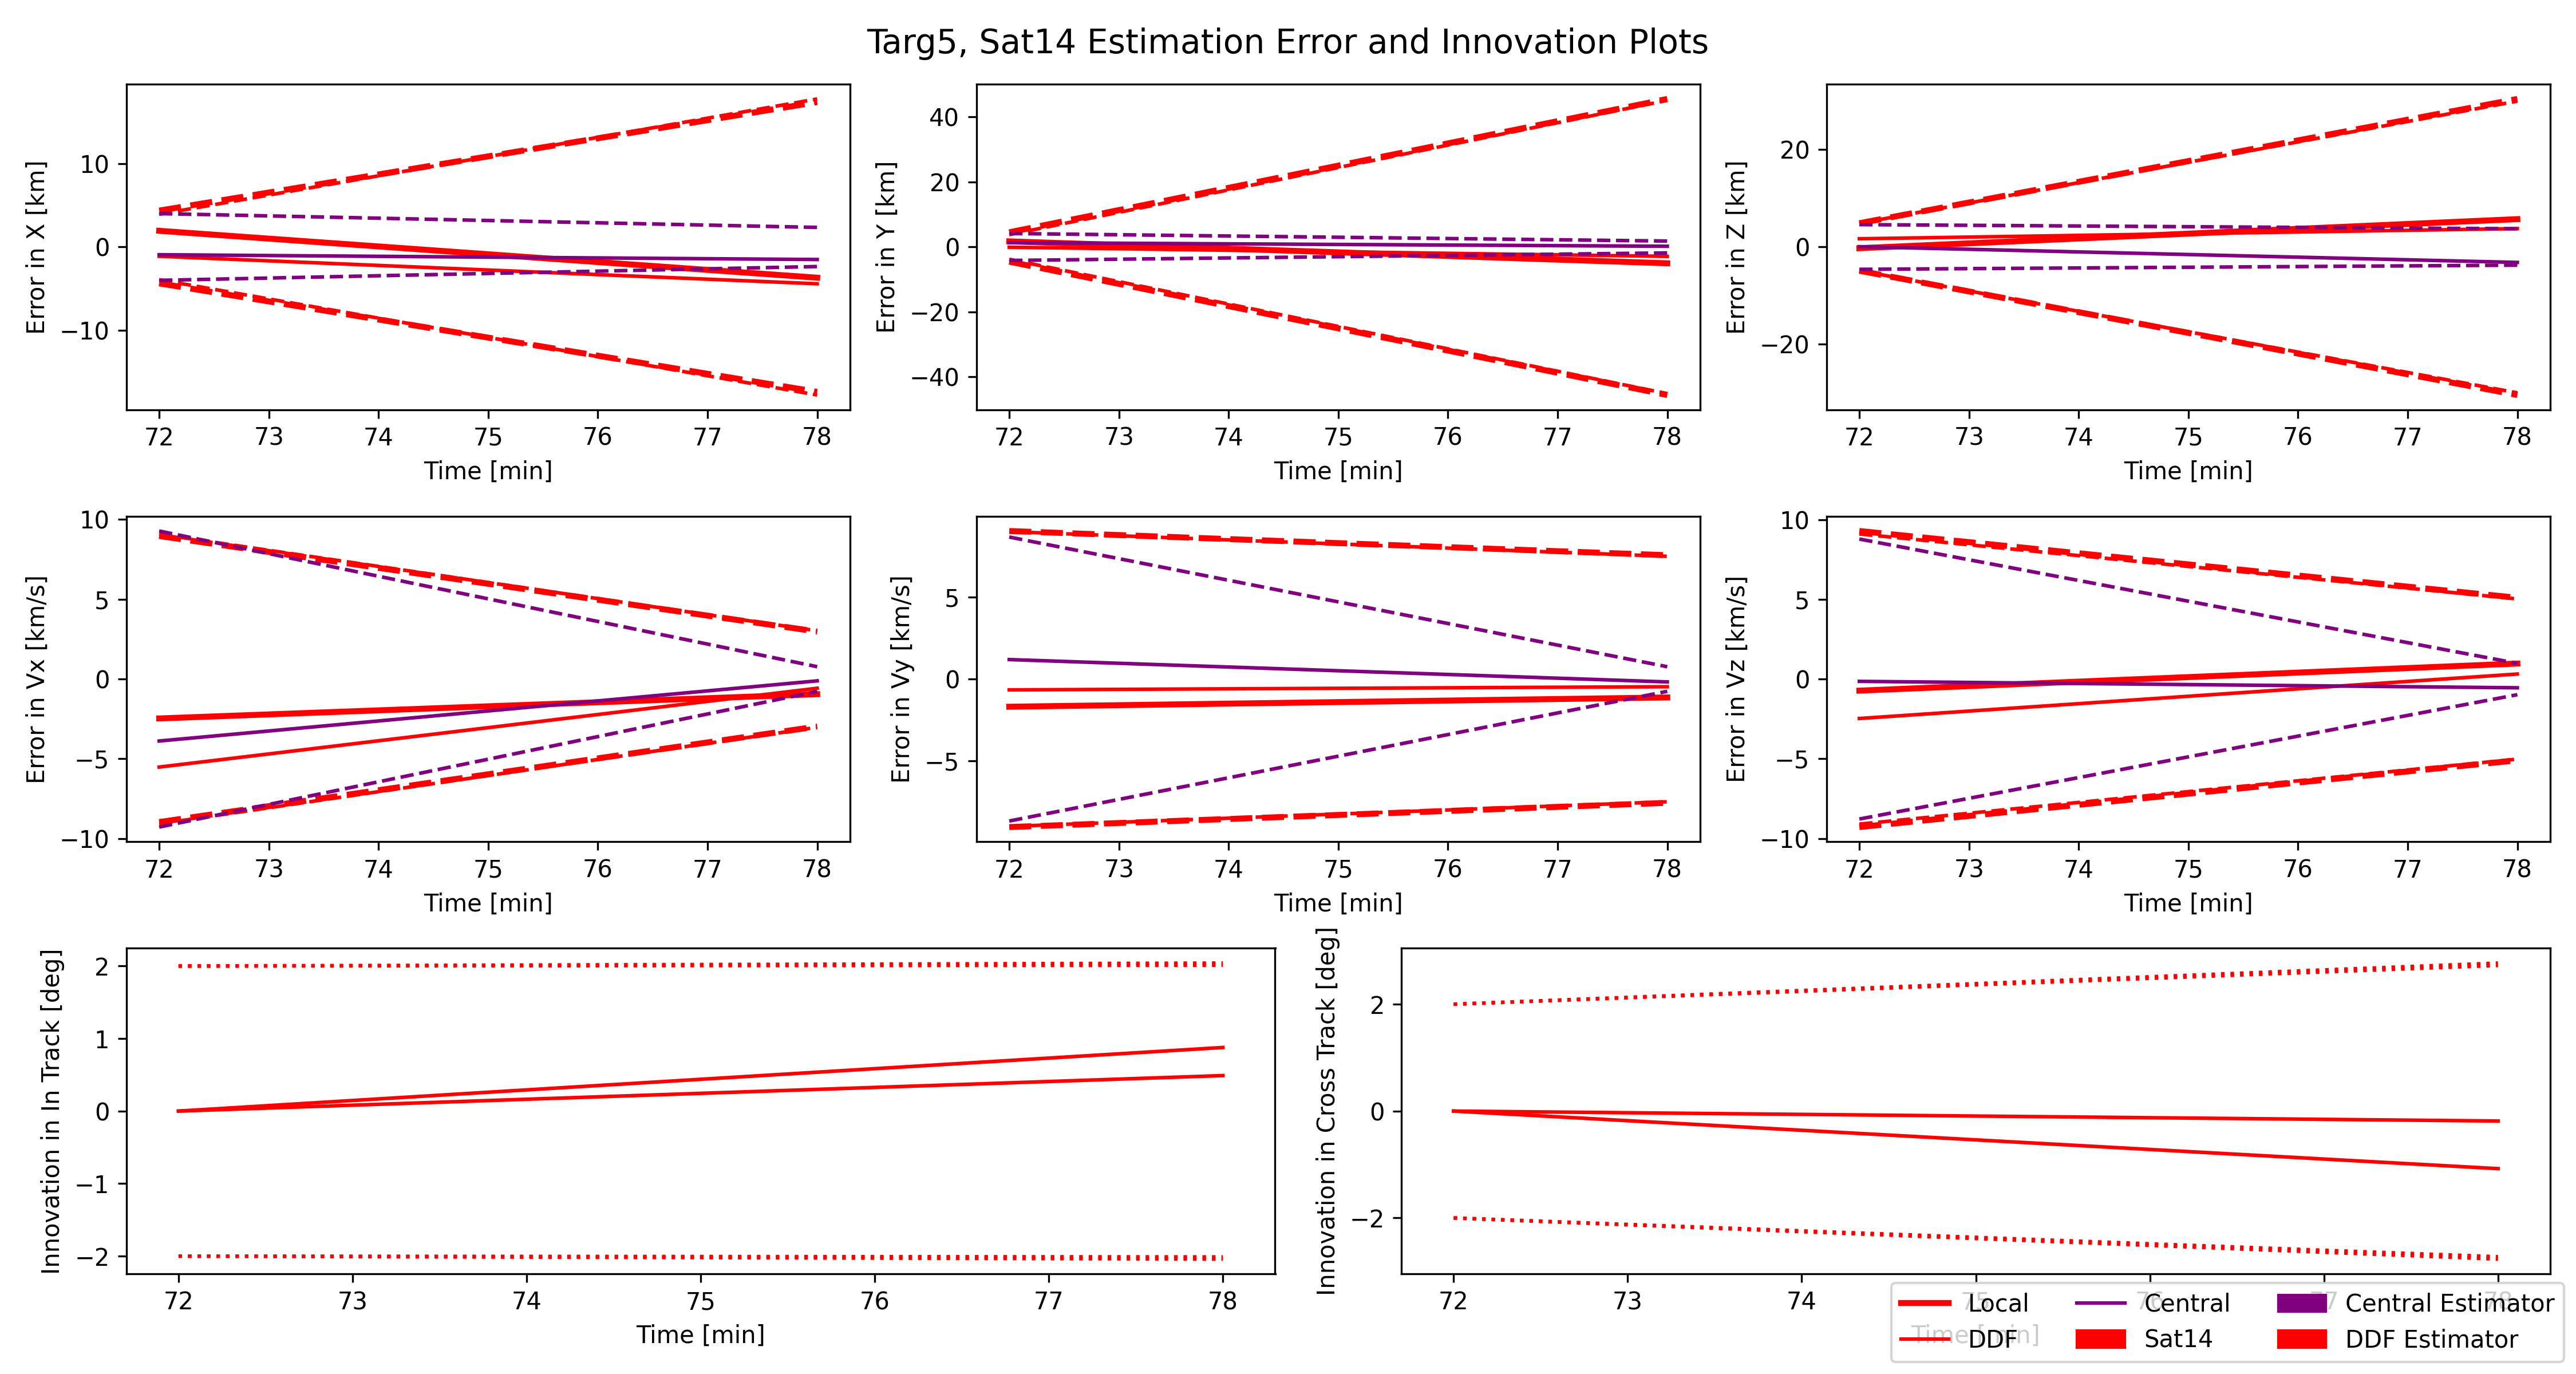 Targ5, Sat14 Estimation Error and Innovation Plots
Error in X [km]
10
0
−10
72 73 74 75 76 77 78
Time [min]
Error in Y [km]
40
20
0
−20
−40
72 73 74 75 76 77 78
Time [min]
Error in Z [km]
20
0
−20
72 73 74 75 76 77 78
Time [min]
Error in Vx [km/s]
10
5
0
−5
−10
72 73 74 75 76 77 78
Time [min]
Error in Vy [km/s]
5
0
−5
72 73 74 75 76 77 78
Time [min]
Error in Vz [km/s]
10
5
0
−5
−10
72 73 74 75 76 77 78
Time [min]
Innovation in In Track [deg]
2
1
0
−1
−2
72 73 74 75 76 77 78
Time [min]
Innovation in Cross Track [deg]
2
0
−2
72 73 74 75 76 77 78
Time [min]
Local Central Central Estimator
DDF Sat14 DDF Estimator